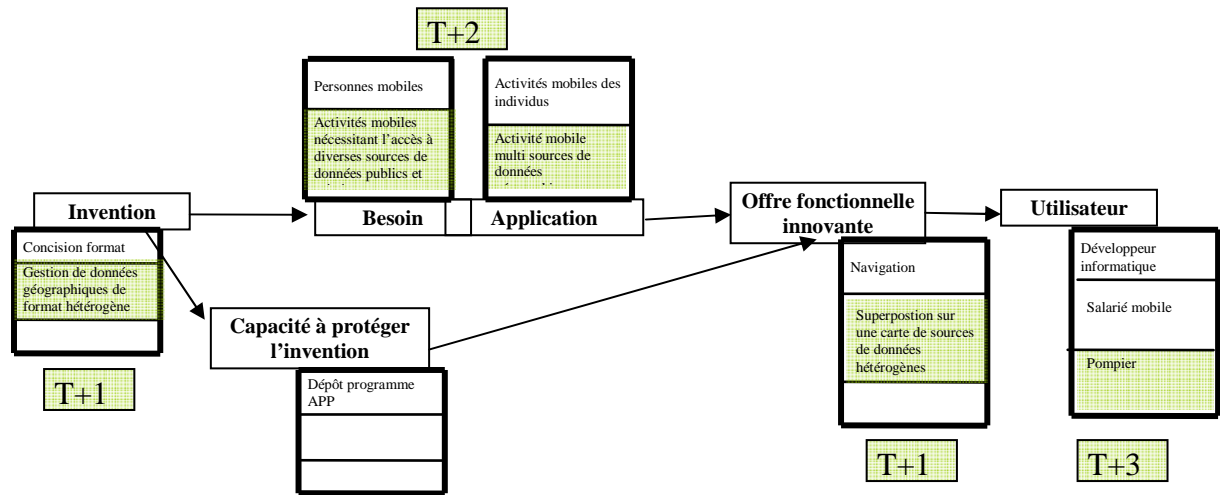 T+2
Personnes mobiles
Activités mobiles
nécessitant l'accès à
diverses sources de
données publics et
Activités mobiles des
individus
Activité mobile
multi sources de
données
Invention
Besoin
Application
Offre fonctionnelle
innovante
Utilisateur
Concision format
Gestion de données
géographiques de
format hétérogène
T+1
Capacité à protéger
l'invention
Dépôt programme
APP
Navigation
Superpostion sur
une carte de sources
de données
hétérogènes
T+1
Développeur
informatique
Salarié mobile
Pompier
T+3